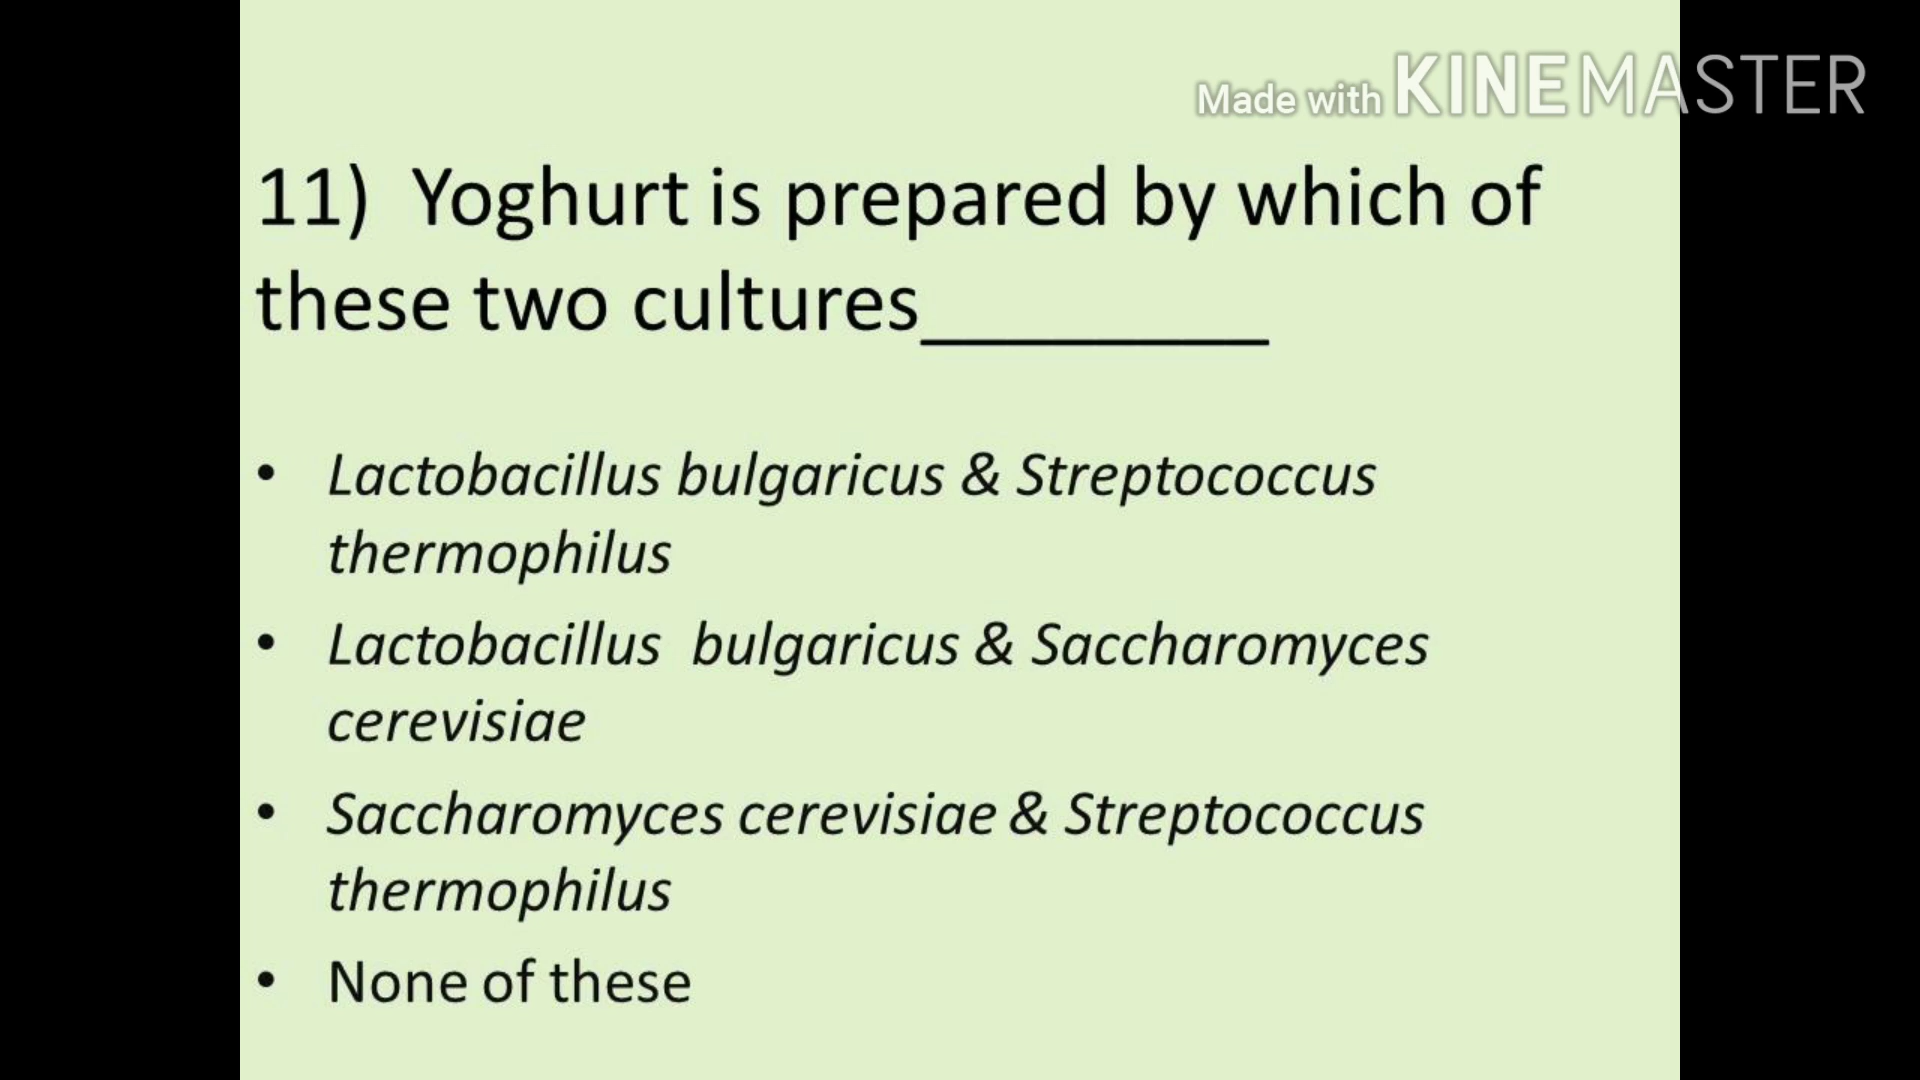 Made with KINEMASTER
11) Yoghurt is prepared by which of
these two cultures_________
• Lactobacillus bulgaricus & Streptococcus
thermophilus
• Lactobacillus bulgaricus & Saccharomyces
cerevisiae
• Saccharomyces cerevisiae & Streptococcus
thermophilus
• None of these